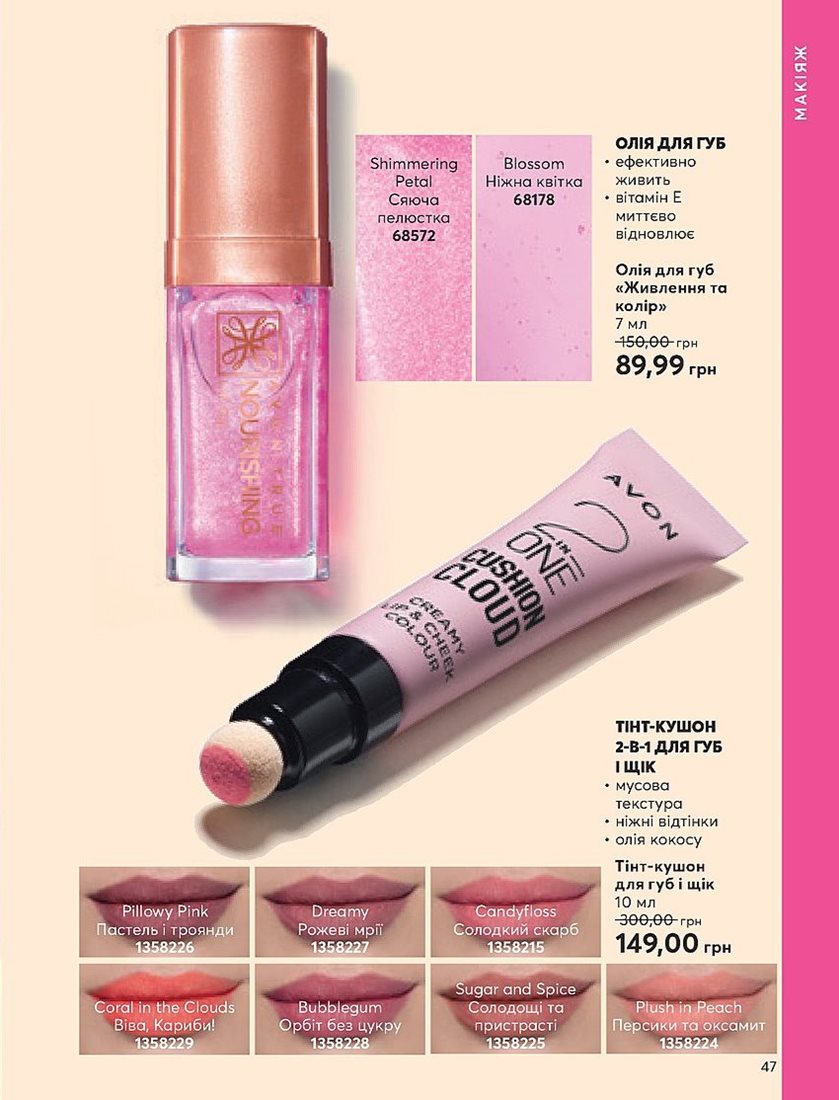 МАКІЯЖ
Shimmering
Petal
Сяюча
пелюстка
68572
Blossom
Ніжна квітка
68178
ОЛІЯ ДЛЯ ГУБ
• ефективно
живить
• вітамін Е
миттєво
відновлює
Олія для губ
«Живлення та
колір»
7 мл
150,00 грн
89,99 грн
AVON TRUE
NOURISHING
AVON
2
IN
ONE
CUSHION
CLOUD
CREAMY
LIP & CHEEK
COLOUR
ТІНТ-КУШОН
2-В-1 ДЛЯ ГУБ
І ЩІК
• мусова
текстура
• ніжні відтінки
• олія кокосу
Тінт-кушон
для губ і щік
10 мл
300,00 грн
149,00 грн
Pillowy Pink
Пастель і троянди
1358226
Dreamy
Рожеві мрії
1358227
Candyfloss
Солодкий скарб
1358215
Coral in the Clouds
Віва, Кариби!
1358229
Bubblegum
Орбіт без цукру
1358228
Sugar and Spice
Солодощі та
пристрасті
1358225
Plush in Peach
Персики та оксамит
1358224
47